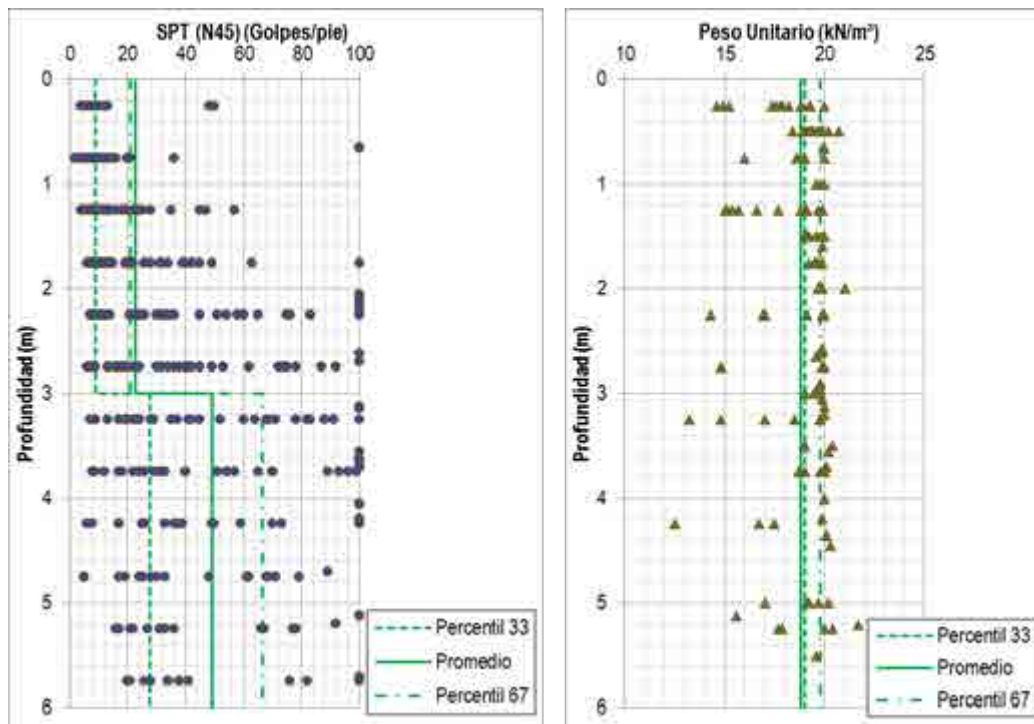 SPT (N45) (Golpes/pie)
0 20 40 60 80 100
Profundidad (m)
0
1
2
3
4
5
6
Percentil 33
Promedio
Percentil 67
Peso Unitario (kN/m³)
10 15 20 25
Profundidad (m)
0
1
2
3
4
5
6
Percentil 33
Promedio
Percentil 67